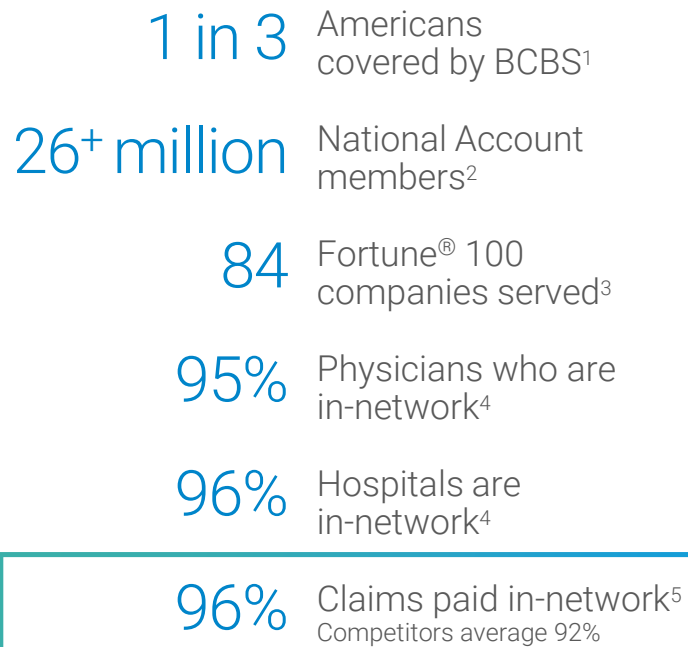 1 in 3 Americans
covered by BCBS¹
26⁺ million National Account
members²
84 Fortune® 100
companies served³
95% Physicians who are
in-network⁴
96% Hospitals are
in-network⁴
96% Claims paid in-network⁵
Competitors average 92%